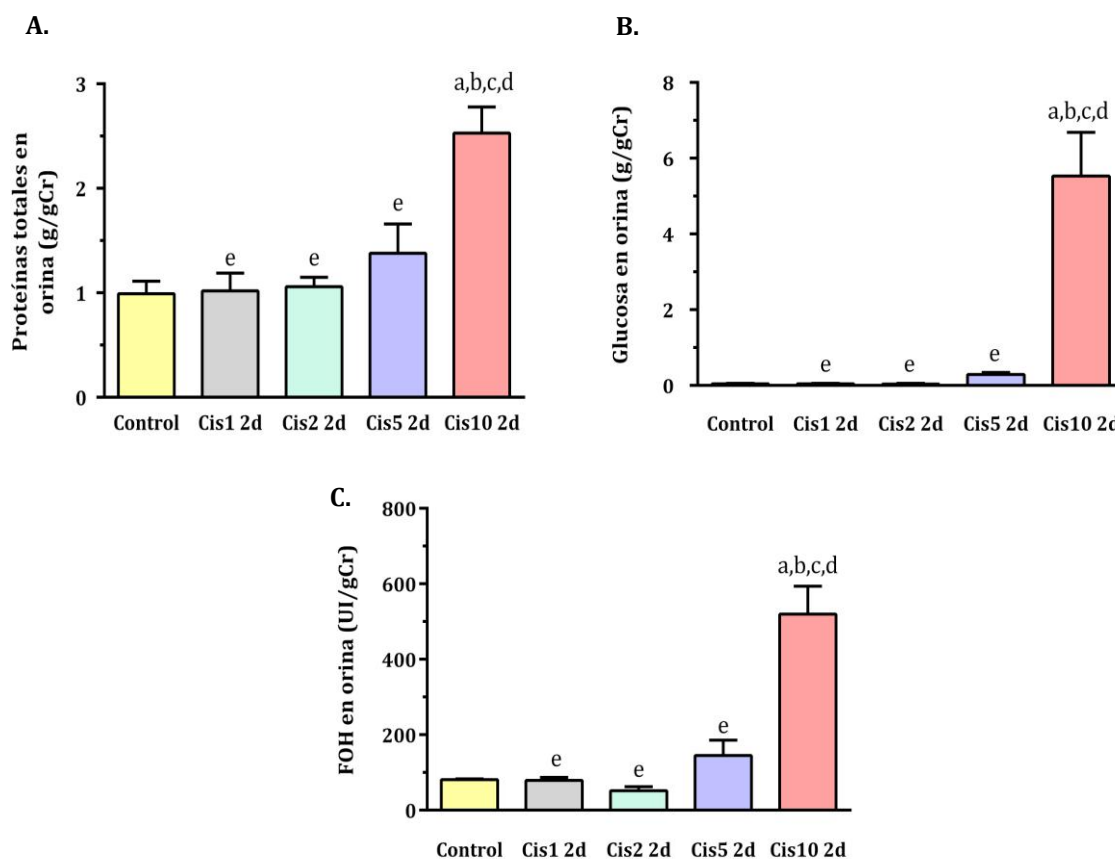 A.
Proteínas totales en
orina (g/gCr)
3
2
1
0
e
e
e
a,b,c,d
Control Cis1 2d Cis2 2d Cis5 2d Cis10 2d
B.
Glucosa en orina (g/gCr)
8
6
4
2
0
e
e
e
a,b,c,d
Control Cis1 2d Cis2 2d Cis5 2d Cis10 2d
C.
FOH en orina (UI/gCr)
800
600
400
200
0
e
e
e
a,b,c,d
Control Cis1 2d Cis2 2d Cis5 2d Cis10 2d